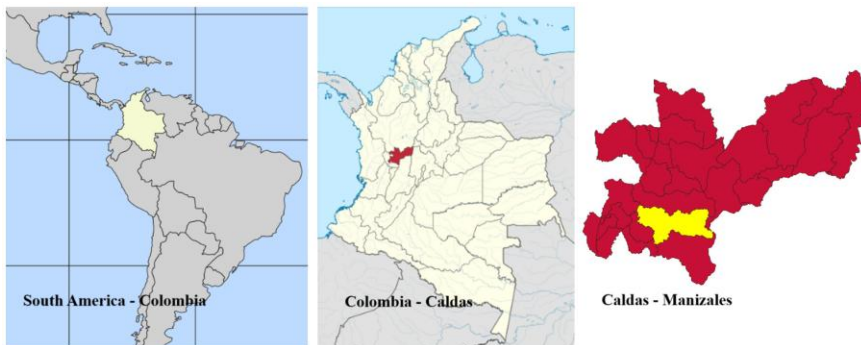 South America - Colombia
Colombia - Caldas
Caldas - Manizales